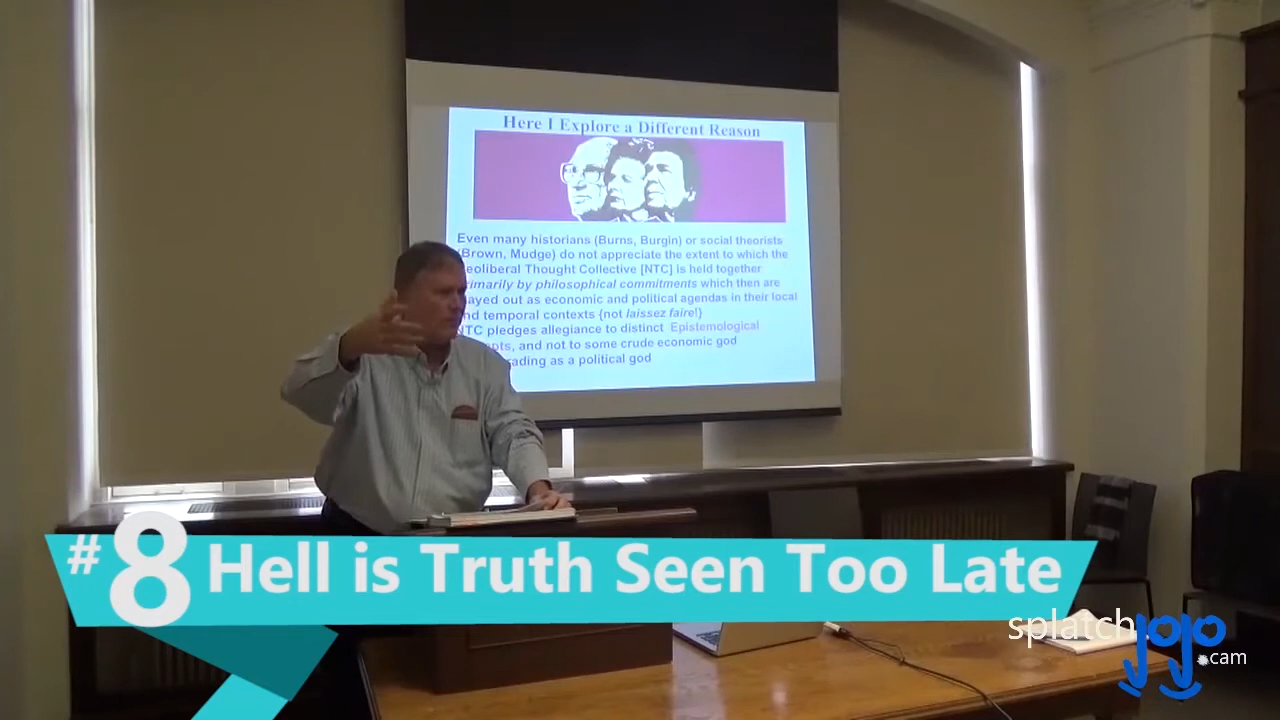 Here I Explore a Different Reason
Even many historians (Burns, Burgin) or social theorists
(Brown, Mudge) do not appreciate the extent to which the
eoliberal Thought Collective [NTC] is held together
rimarily by philosophical commitments which then are
ayed out as economic and political agendas in their local
nd temporal contexts {not laissez faire!}
NTC pledges allegiance to distinct Epistemological
pts, and not to some crude economic god
rading as a political god
#8 Hell is Truth Seen Too Late
splatch JoJo
.cam